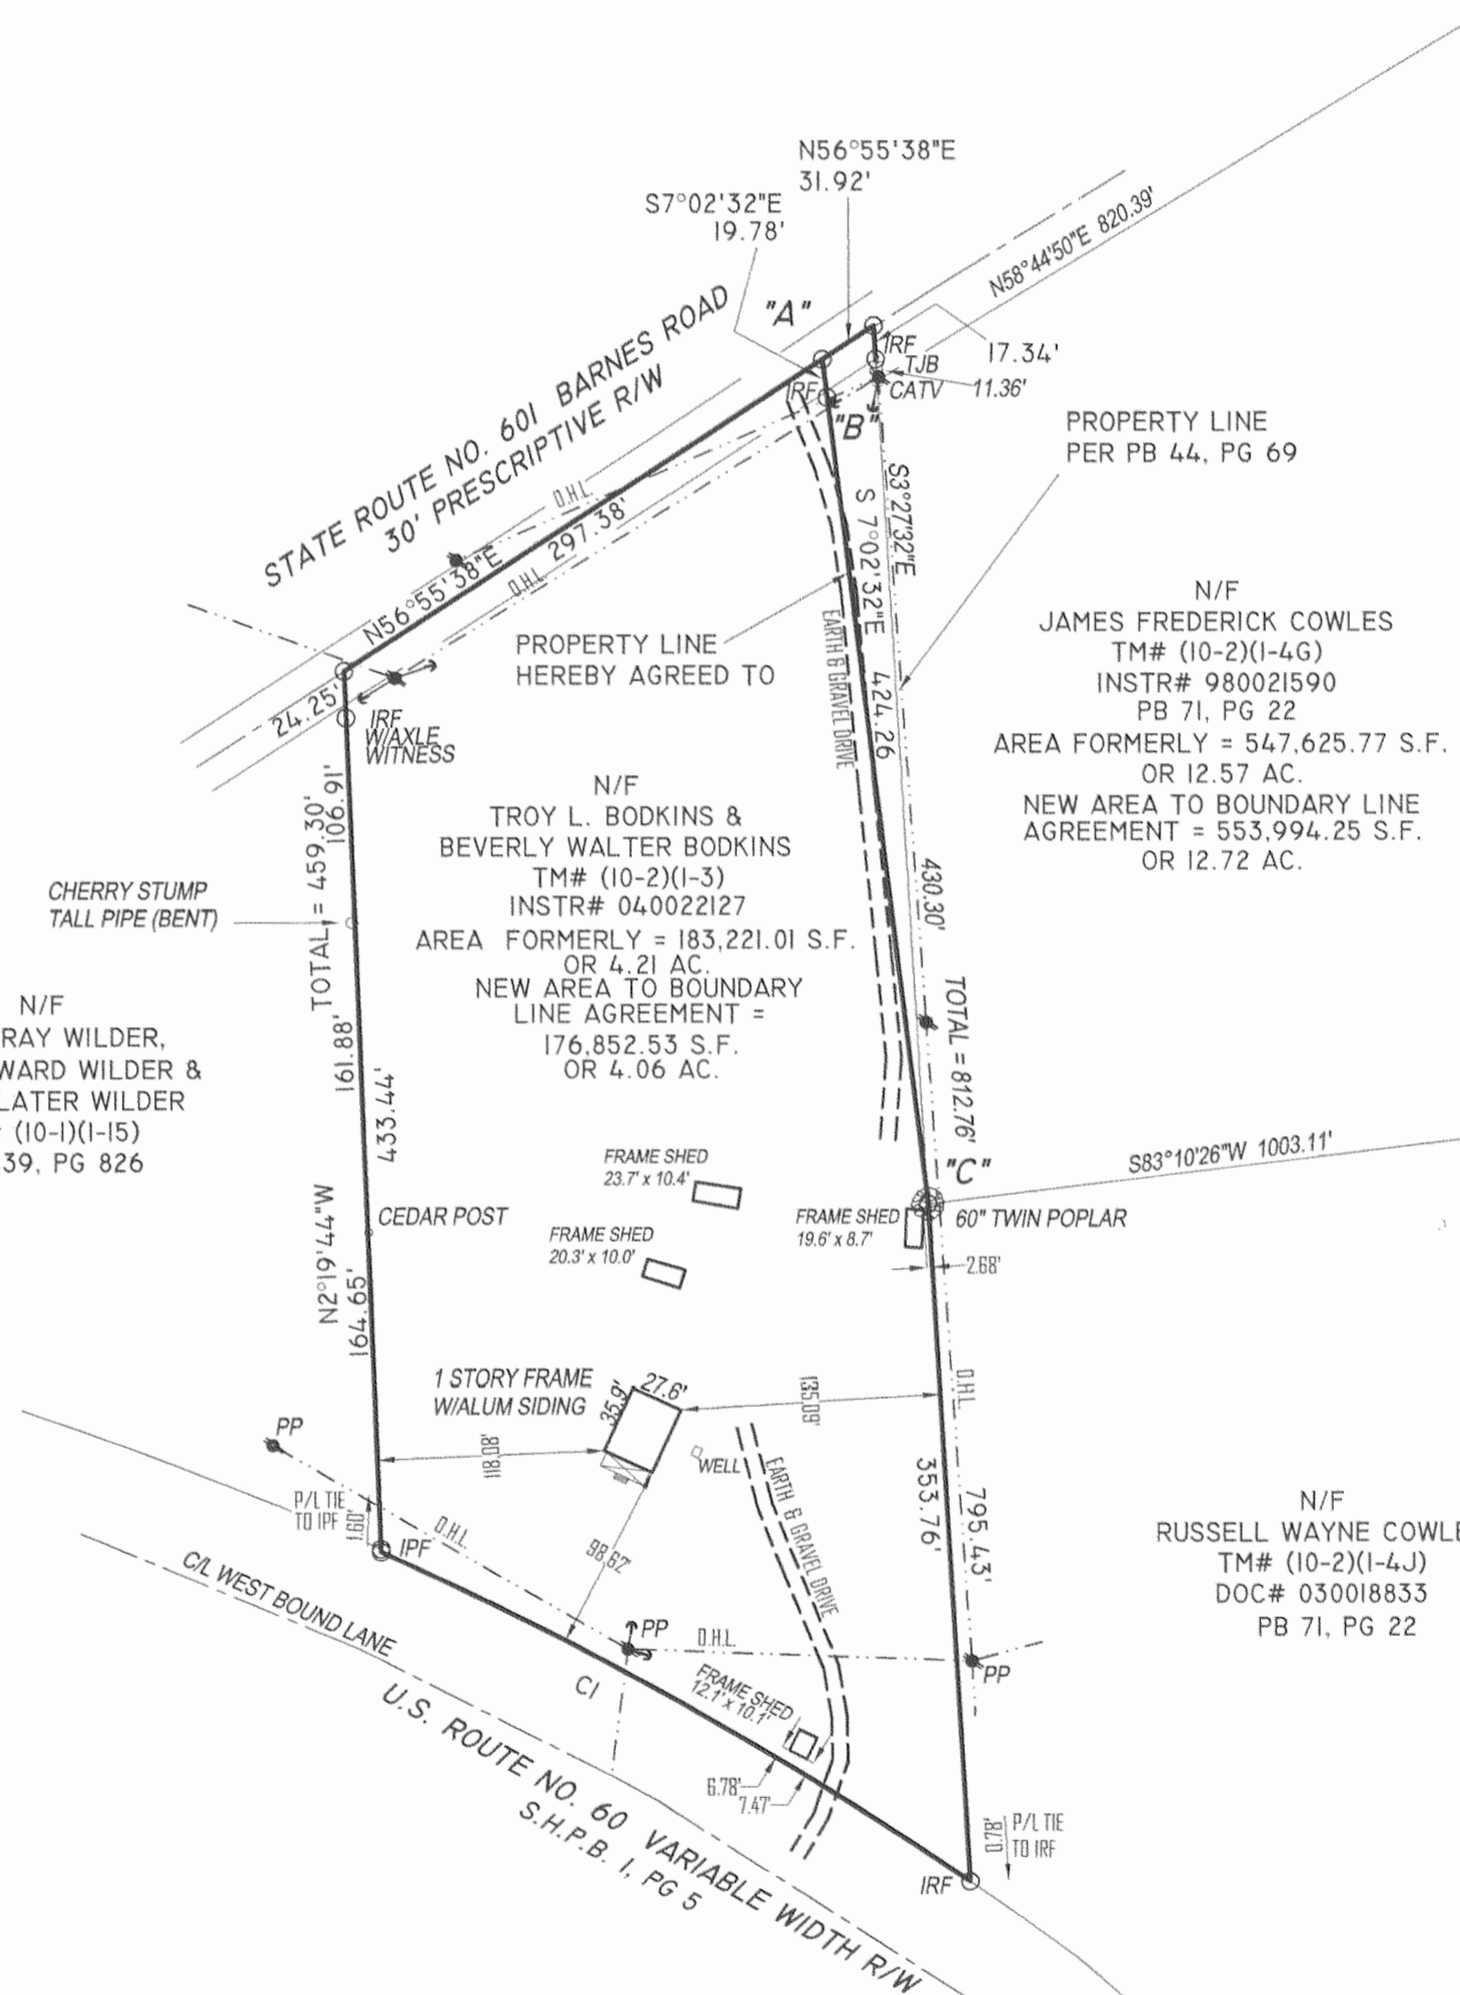 N56°55'38"E
31.92'
S7°02'32"E
19.78'
N58°44'50"E 820.39'
"A"
STATE ROUTE NO. 601 BARNES ROAD
30' PRESCRIPTIVE R/W
IRF
TJB
CATV
17.34'
11.36'
IRF
"B"
PROPERTY LINE
PER PB 44, PG 69
O.H.L.
N56°55'38"E 297.38'
O.H.L.
S3°27'32"E
S 7°02'32"E 424.26
PROPERTY LINE
HEREBY AGREED TO
EARTH & GRAVEL DRIVE
N/F
JAMES FREDERICK COWLES
TM# (10-2)(1-4G)
INSTR# 980021590
PB 71, PG 22
AREA FORMERLY = 547,625.77 S.F.
OR 12.57 AC.
NEW AREA TO BOUNDARY LINE
AGREEMENT = 553,994.25 S.F.
OR 12.72 AC.
24.25'
IRF
W/AXLE
WITNESS
106.91'
TOTAL = 459.30'
N/F
TROY L. BODKINS &
BEVERLY WALTER BODKINS
TM# (10-2)(1-3)
INSTR# 040022127
AREA FORMERLY = 183,221.01 S.F.
OR 4.21 AC.
NEW AREA TO BOUNDARY
LINE AGREEMENT =
176,852.53 S.F.
OR 4.06 AC.
430.30'
CHERRY STUMP
TALL PIPE (BENT)
TOTAL = 812.76'
N/F
RAY WILDER,
WARD WILDER &
LATER WILDER
(10-1)(1-15)
39, PG 826
161.88'
433.44'
"C"
S83°10'26"W 1003.11'
FRAME SHED
23.7' x 10.4'
CEDAR POST
FRAME SHED
19.6' x 8.7'
60" TWIN POPLAR
FRAME SHED
20.3' x 10.0'
2.68'
N2°19'44"W
164.65'
1 STORY FRAME
W/ALUM SIDING
35.9'
27.6'
135.09'
O.H.L.
PP
118.08'
WELL
EARTH & GRAVEL DRIVE
353.76'
795.43'
P/L TIE
TO IPF
1.60'
IPF
O.H.L.
98.62'
N/F
RUSSELL WAYNE COWLE
TM# (10-2)(1-4J)
DOC# 030018833
PB 71, PG 22
C/L WEST BOUND LANE
PP
O.H.L.
PP
C1
FRAME SHED
12.1' x 10.1'
6.78'
7.47'
U.S. ROUTE NO. 60 VARIABLE WIDTH R/W
S.H.P.B. 1, PG 5
0.78'
P/L TIE
TO IRF
IRF